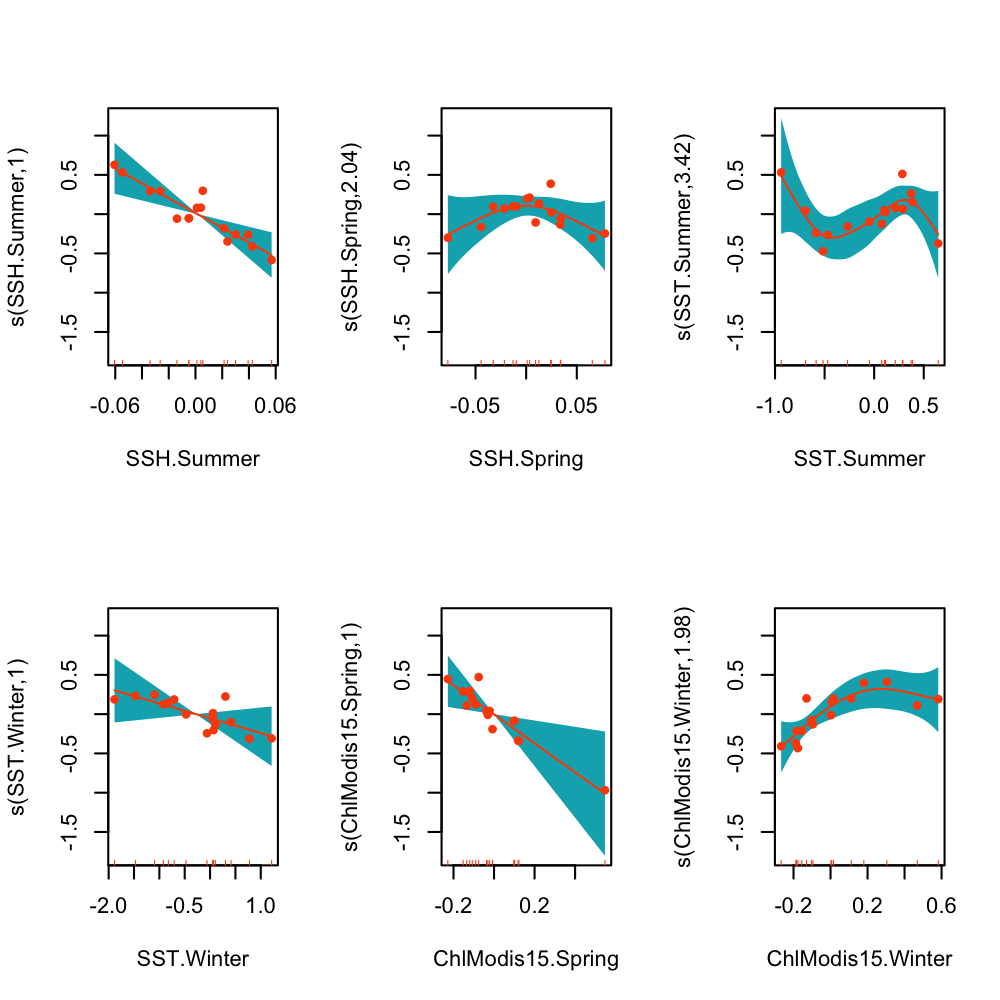 s(SSH.Summer,1)
0.5
-0.5
-1.5
-0.06 0.00 0.06
SSH.Summer
s(SSH.Spring,2.04)
0.5
-0.5
-1.5
-0.05 0.05
SSH.Spring
s(SST.Summer,3.42)
0.5
-0.5
-1.5
-1.0 0.0 0.5
SST.Summer
s(SST.Winter,1)
0.5
-0.5
-1.5
-2.0 -0.5 1.0
SST.Winter
s(ChlModis15.Spring,1)
0.5
-0.5
-1.5
-0.2 0.2
ChlModis15.Spring
s(ChlModis15.Winter,1.98)
0.5
-0.5
-1.5
-0.2 0.2 0.6
ChlModis15.Winter